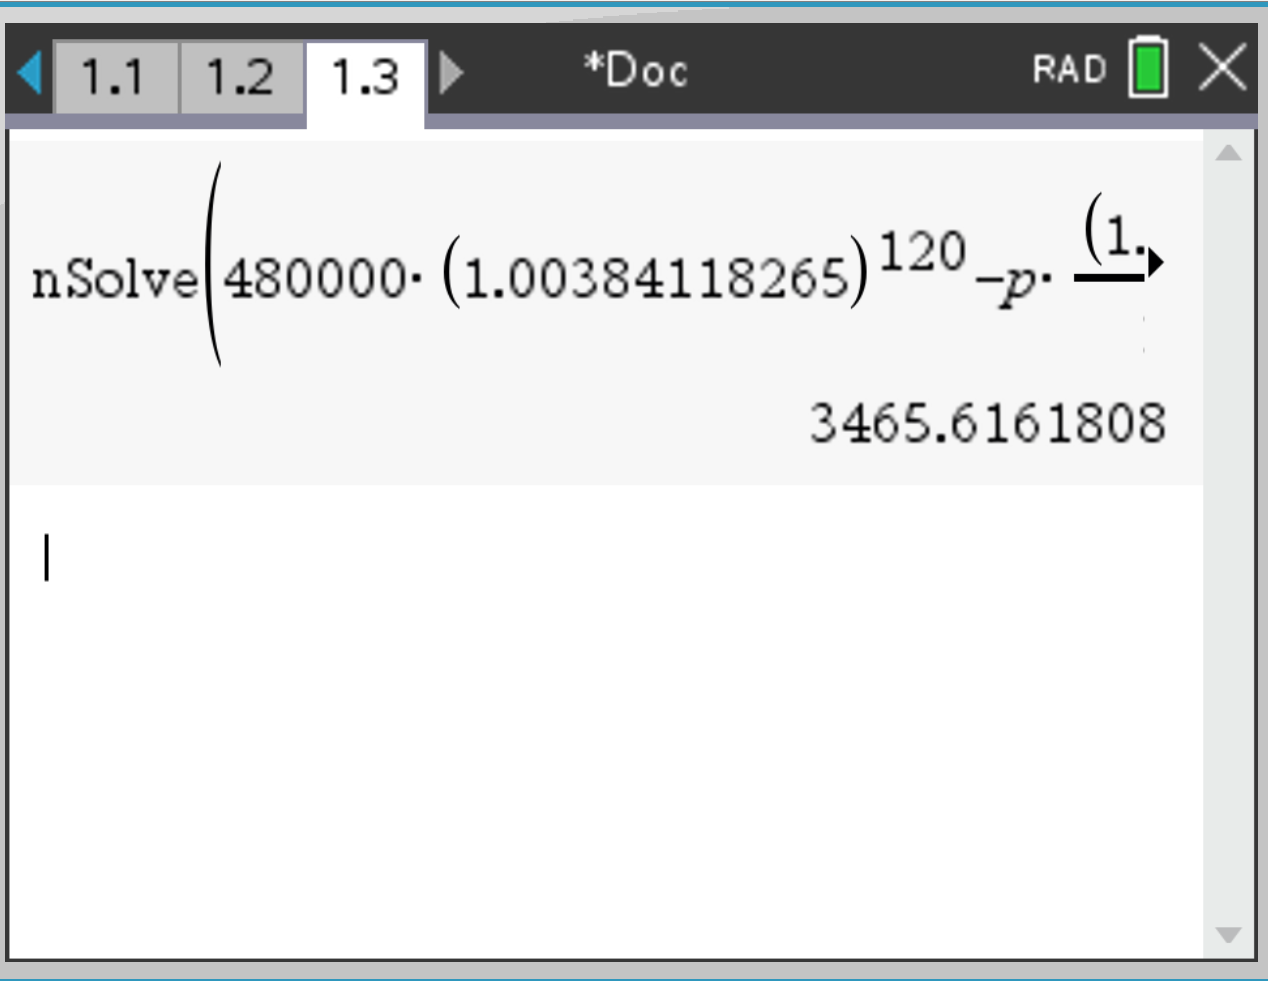 1.1 1.2 1.3 *Doc RAD
nSolve(480000·(1.00384118265)^120−p·(1.
3465.6161808